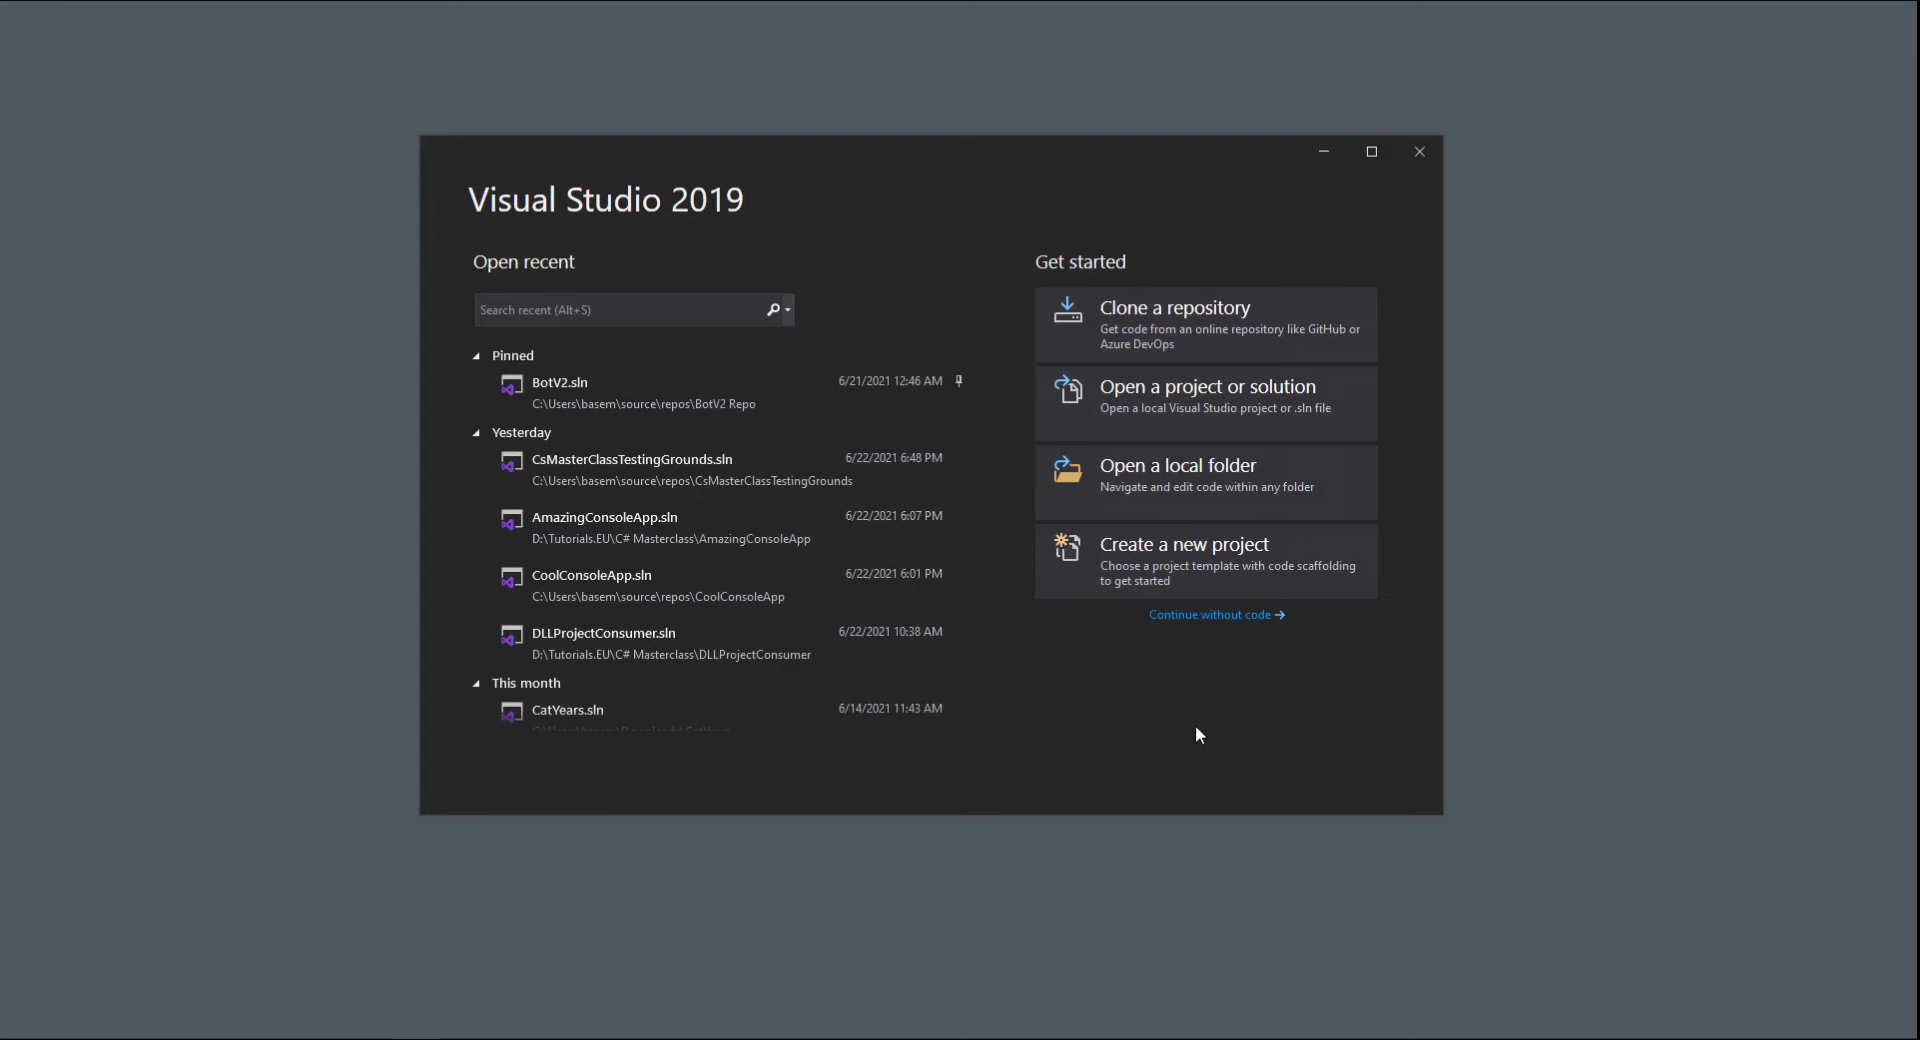 Visual Studio 2019
Open recent
Search recent (Alt+S)
Pinned
BotV2.sln 6/21/2021 12:46 AM
C:\Users\basem\source\repos\BotV2 Repo
Yesterday
CsMasterClassTestingGrounds.sln 6/22/2021 6:48 PM
C:\Users\basem\source\repos\CsMasterClassTestingGrounds
AmazingConsoleApp.sln 6/22/2021 6:07 PM
D:\Tutorials.EU\C# Masterclass\AmazingConsoleApp
CoolConsoleApp.sln 6/22/2021 6:01 PM
C:\Users\basem\source\repos\CoolConsoleApp
DLLProjectConsumer.sln 6/22/2021 10:38 AM
D:\Tutorials.EU\C# Masterclass\DLLProjectConsumer
This month
CatYears.sln 6/14/2021 11:43 AM
Get started
Clone a repository
Get code from an online repository like GitHub or
Azure DevOps
Open a project or solution
Open a local Visual Studio project or .sln file
Open a local folder
Navigate and edit code within any folder
Create a new project
Choose a project template with code scaffolding
to get started
Continue without code →